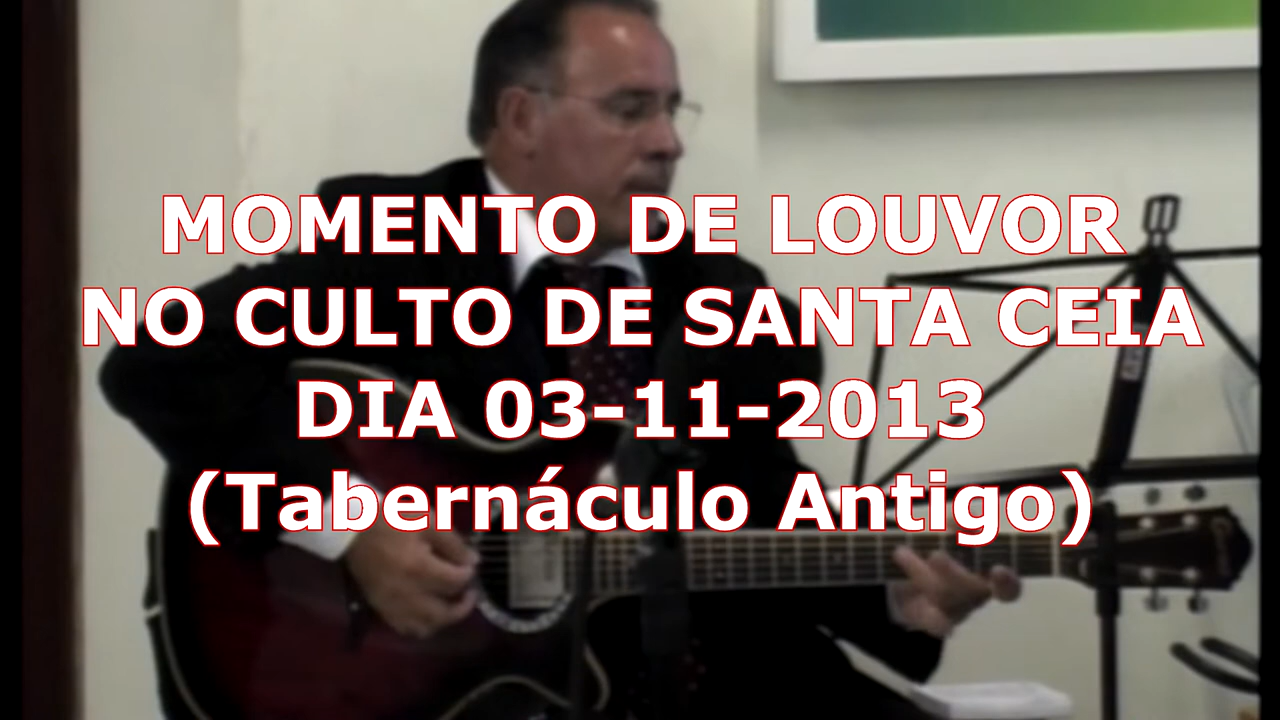 MOMENTO DE LOUVOR
NO CULTO DE SANTA CEIA
DIA 03-11-2013
(Tabernáculo Antigo)